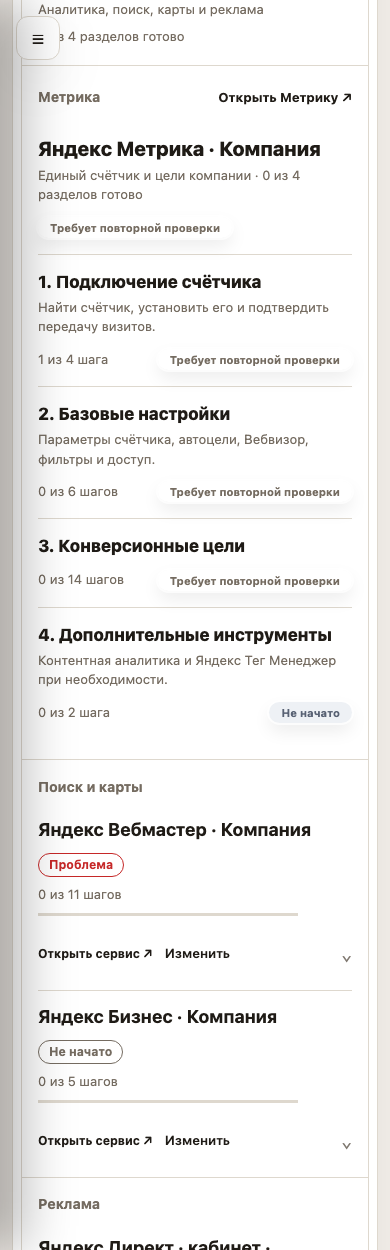 Аналитика, поиск, карты и реклама
з 4 разделов готово
Метрика
Открыть Метрику ↗
Яндекс Метрика · Компания
Единый счётчик и цели компании · 0 из 4
разделов готово
Требует повторной проверки
1. Подключение счётчика
Найти счётчик, установить его и подтвердить
передачу визитов.
1 из 4 шага
Требует повторной проверки
2. Базовые настройки
Параметры счётчика, автоцели, Вебвизор,
фильтры и доступ.
0 из 6 шагов
Требует повторной проверки
3. Конверсионные цели
0 из 14 шагов
Требует повторной проверки
4. Дополнительные инструменты
Контентная аналитика и Яндекс Тег Менеджер
при необходимости.
0 из 2 шага
Не начато
Поиск и карты
Яндекс Вебмастер · Компания
Проблема
0 из 11 шагов
Открыть сервис ↗ Изменить
Яндекс Бизнес · Компания
Не начато
0 из 5 шагов
Открыть сервис ↗ Изменить
Реклама
Яндекс Директ · кабинет ·